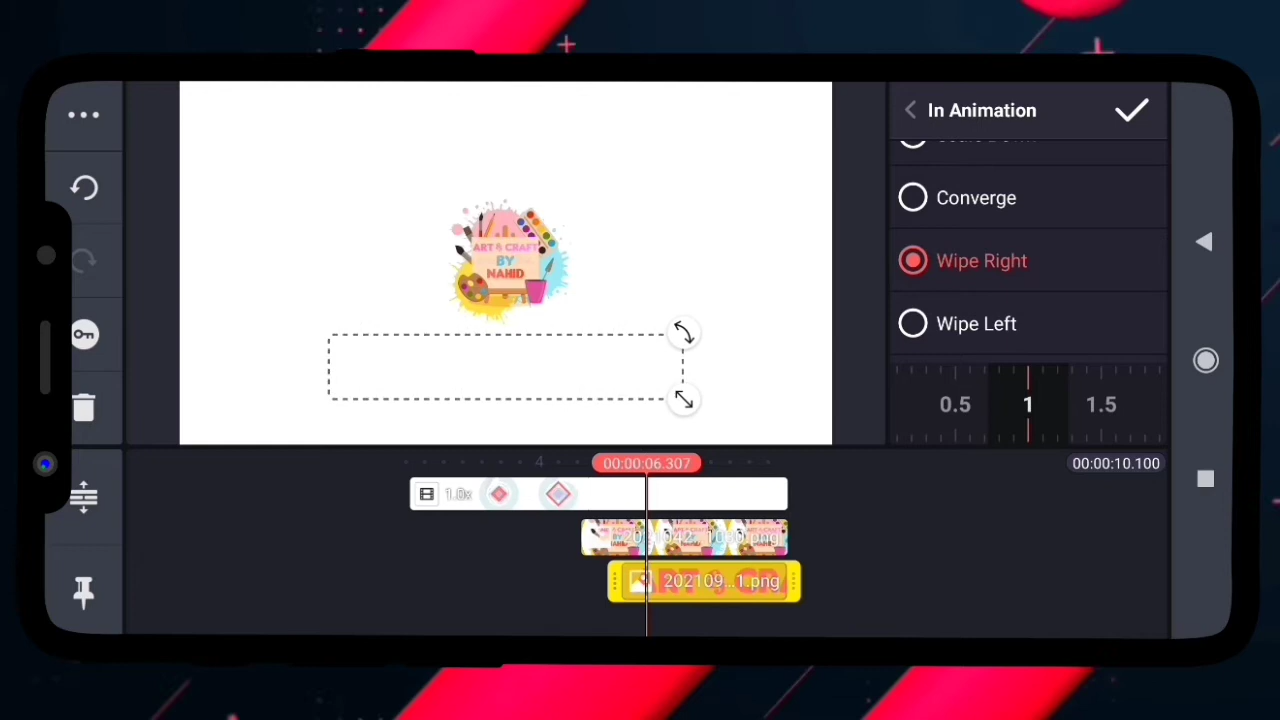 In Animation
Converge
Wipe Right
Wipe Left
0.5 1 1.5
ART & CRAFT
BY
NAHID
4
00:00:06.307
00:00:10.100
1.0x
202109...1.png